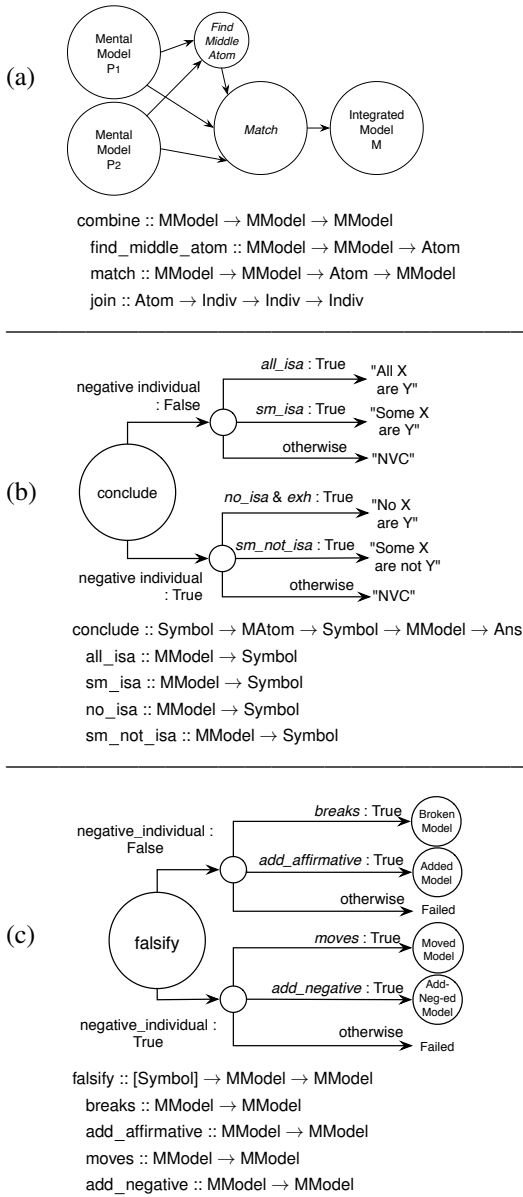 (a)
Mental
Model
P1
Find
Middle
Atom
Mental
Model
P2
Match
Integrated
Model
M
combine :: MModel → MModel → MModel
find_middle_atom :: MModel → MModel → Atom
match :: MModel → MModel → Atom → MModel
join :: Atom → Indiv → Indiv → Indiv
(b)
negative individual
: False
all_isa : True
"All X
are Y"
sm_isa : True
"Some X
are Y"
otherwise
"NVC"
conclude
no_isa & exh : True
"No X
are Y"
sm_not_isa : True
"Some X
are not Y"
negative individual
: True
otherwise
"NVC"
conclude :: Symbol → MAtom → Symbol → MModel → Ans
all_isa :: MModel → Symbol
sm_isa :: MModel → Symbol
no_isa :: MModel → Symbol
sm_not_isa :: MModel → Symbol
(c)
negative_individual :
False
breaks : True
Broken
Model
add_affirmative : True
Added
Model
otherwise
Failed
falsify
moves : True
Moved
Model
add_negative : True
Add-
Neg-ed
Model
negative_individual :
True
otherwise
Failed
falsify :: [Symbol] → MModel → MModel
breaks :: MModel → MModel
add_affirmative :: MModel → MModel
moves :: MModel → MModel
add_negative :: MModel → MModel